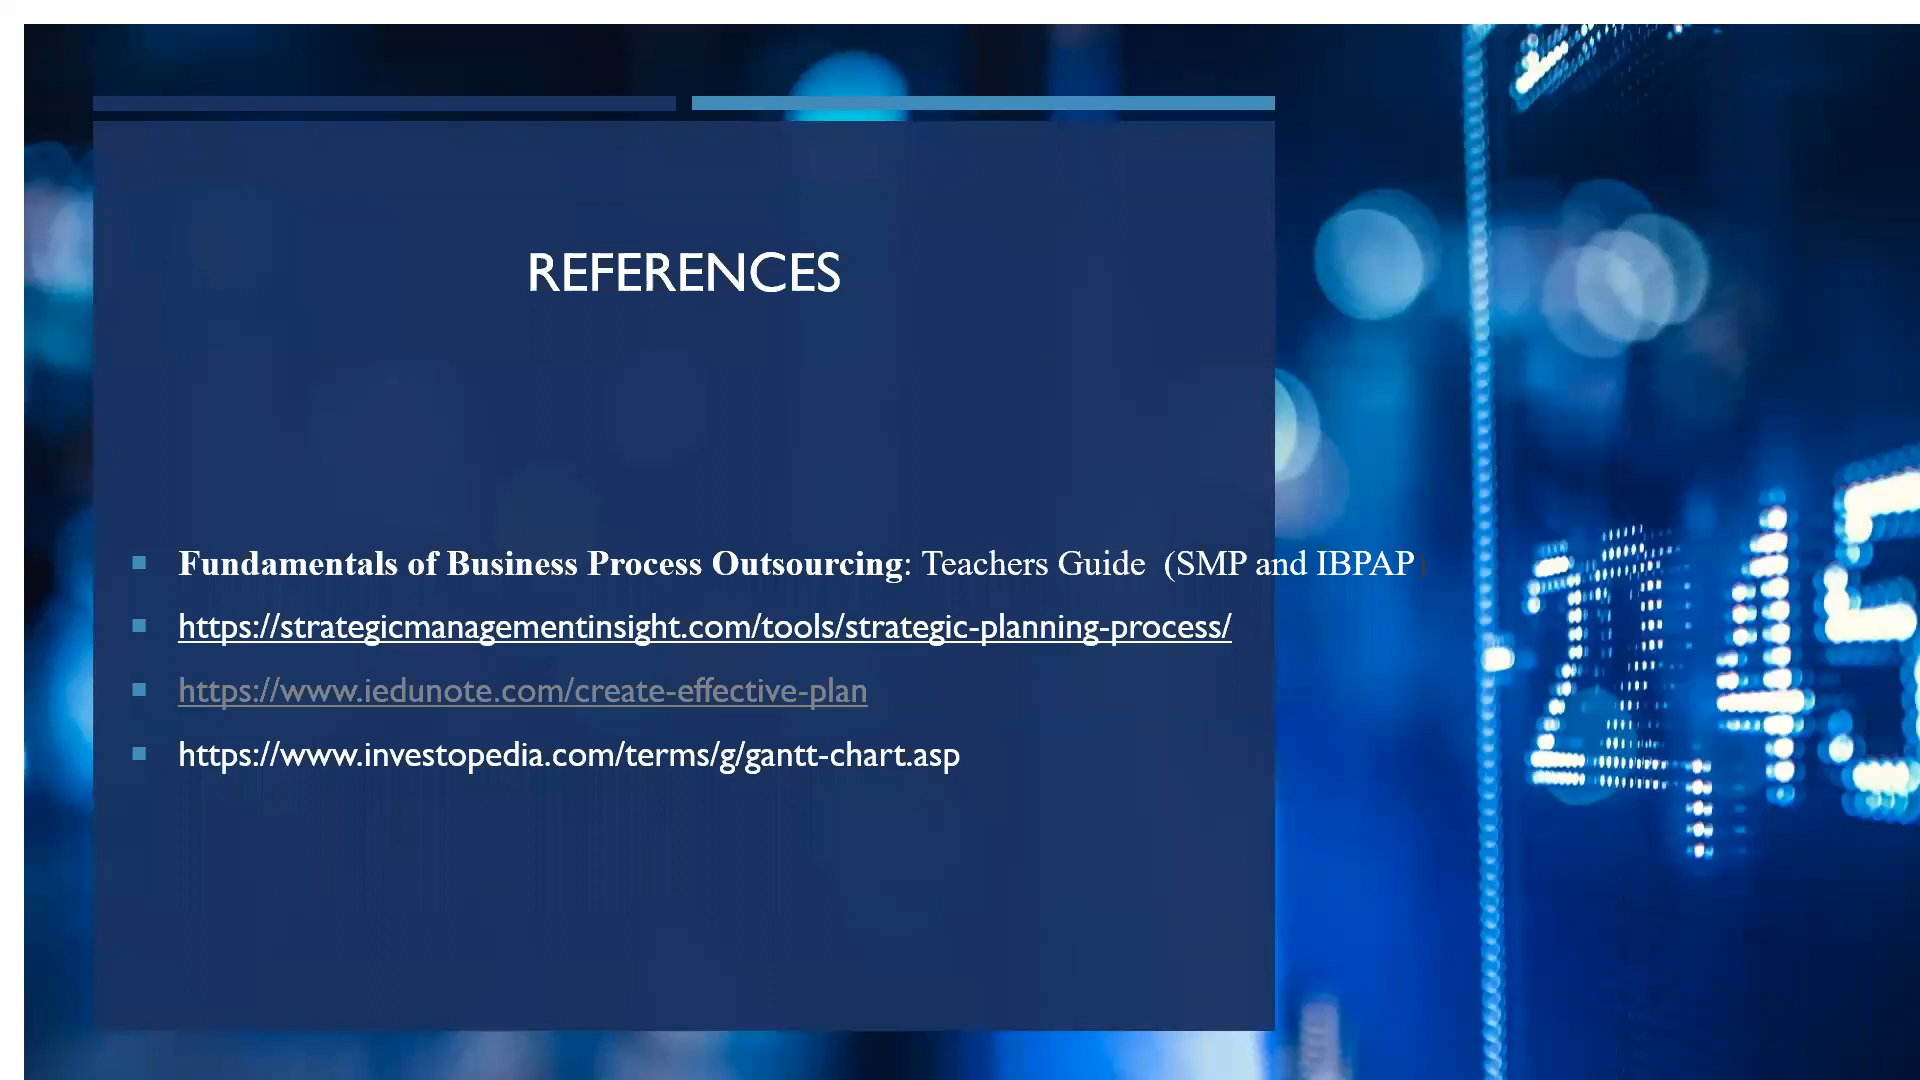 REFERENCES
Fundamentals of Business Process Outsourcing: Teachers Guide  (SMP and IBPAP)
https://strategicmanagementinsight.com/tools/strategic-planning-process/
https://www.iedunote.com/create-effective-plan
https://www.investopedia.com/terms/g/gantt-chart.asp
45